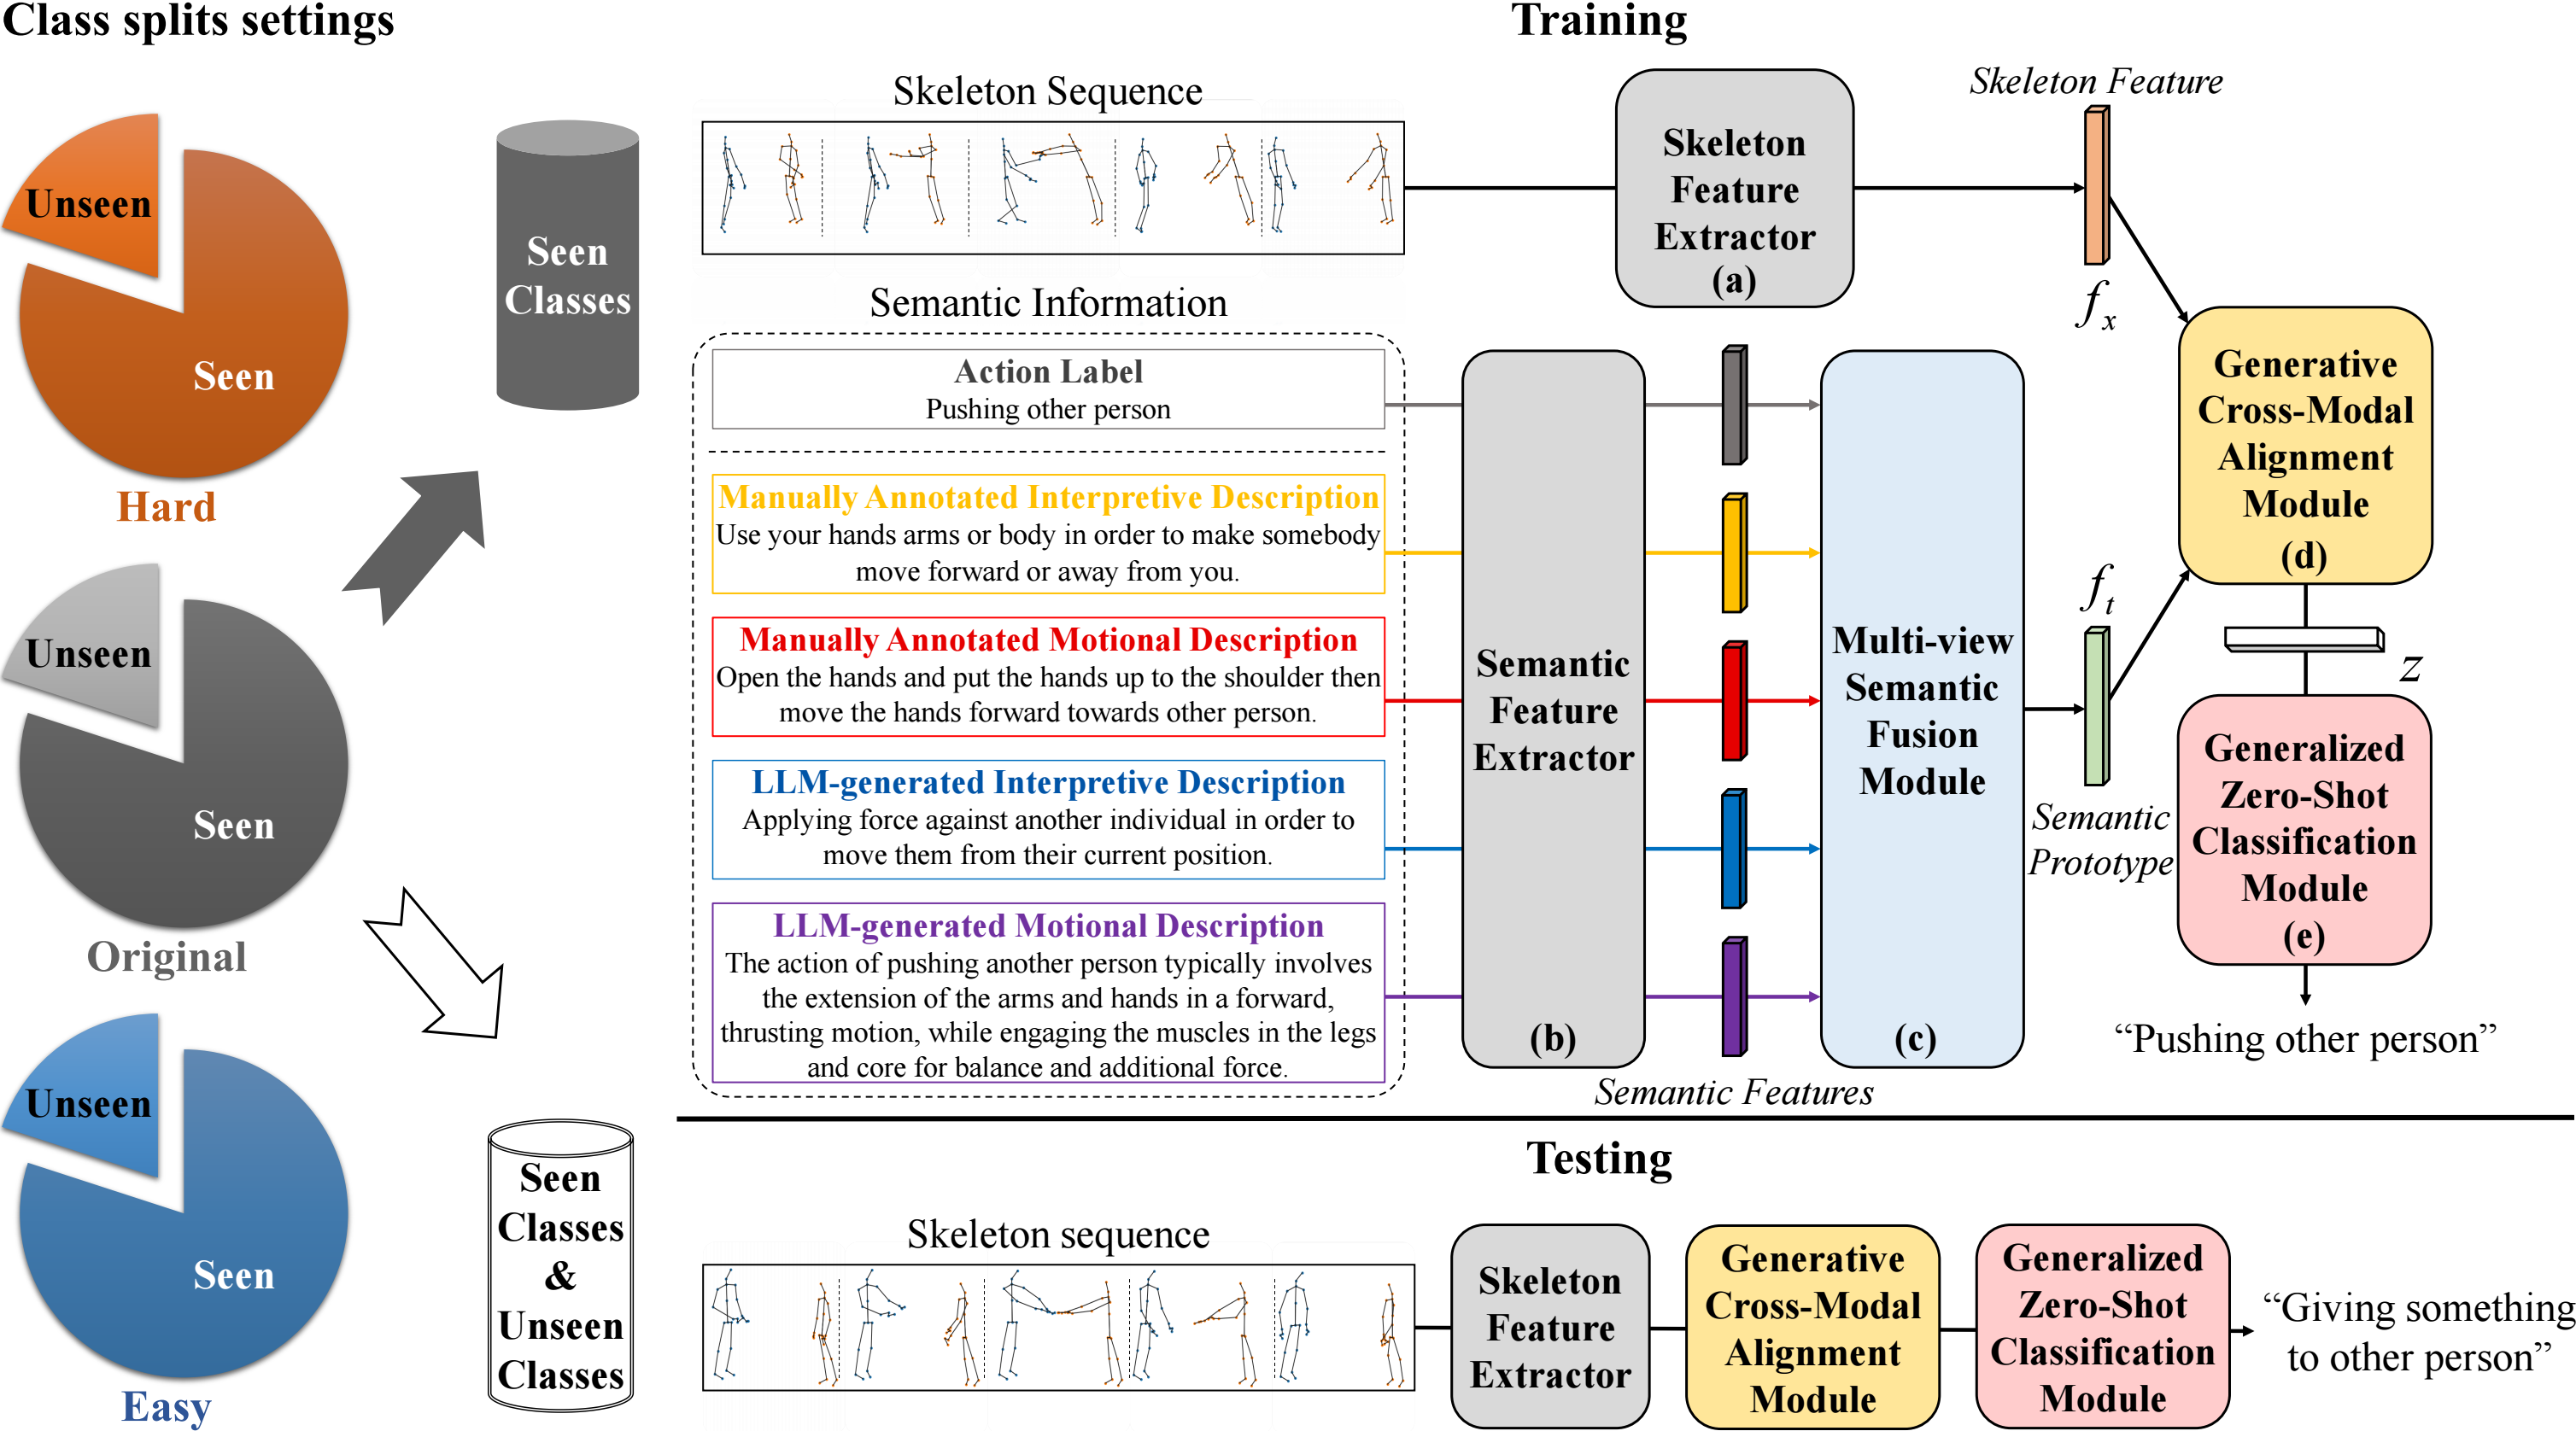 Class splits settings
Unseen
Seen
Hard
Unseen
Seen
Original
Unseen
Seen
Easy
Seen
Classes
Seen
Classes
&
Unseen
Classes
Training
Skeleton Sequence
Skeleton
Feature
Extractor
(a)
Skeleton Feature
fx
Semantic Information
Action Label
Pushing other person
Manually Annotated Interpretive Description
Use your hands arms or body in order to make somebody
move forward or away from you.
Manually Annotated Motional Description
Open the hands and put the hands up to the shoulder then
move the hands forward towards other person.
LLM-generated Interpretive Description
Applying force against another individual in order to
move them from their current position.
LLM-generated Motional Description
The action of pushing another person typically involves
the extension of the arms and hands in a forward,
thrusting motion, while engaging the muscles in the legs
and core for balance and additional force.
Semantic
Feature
Extractor
(b)
Semantic Features
Multi-view
Semantic
Fusion
Module
(c)
ft
Semantic
Prototype
Generative
Cross-Modal
Alignment
Module
(d)
z
Generalized
Zero-Shot
Classification
Module
(e)
“Pushing other person”
Testing
Skeleton sequence
Skeleton
Feature
Extractor
Generative
Cross-Modal
Alignment
Module
Generalized
Zero-Shot
Classification
Module
“Giving something
to other person”